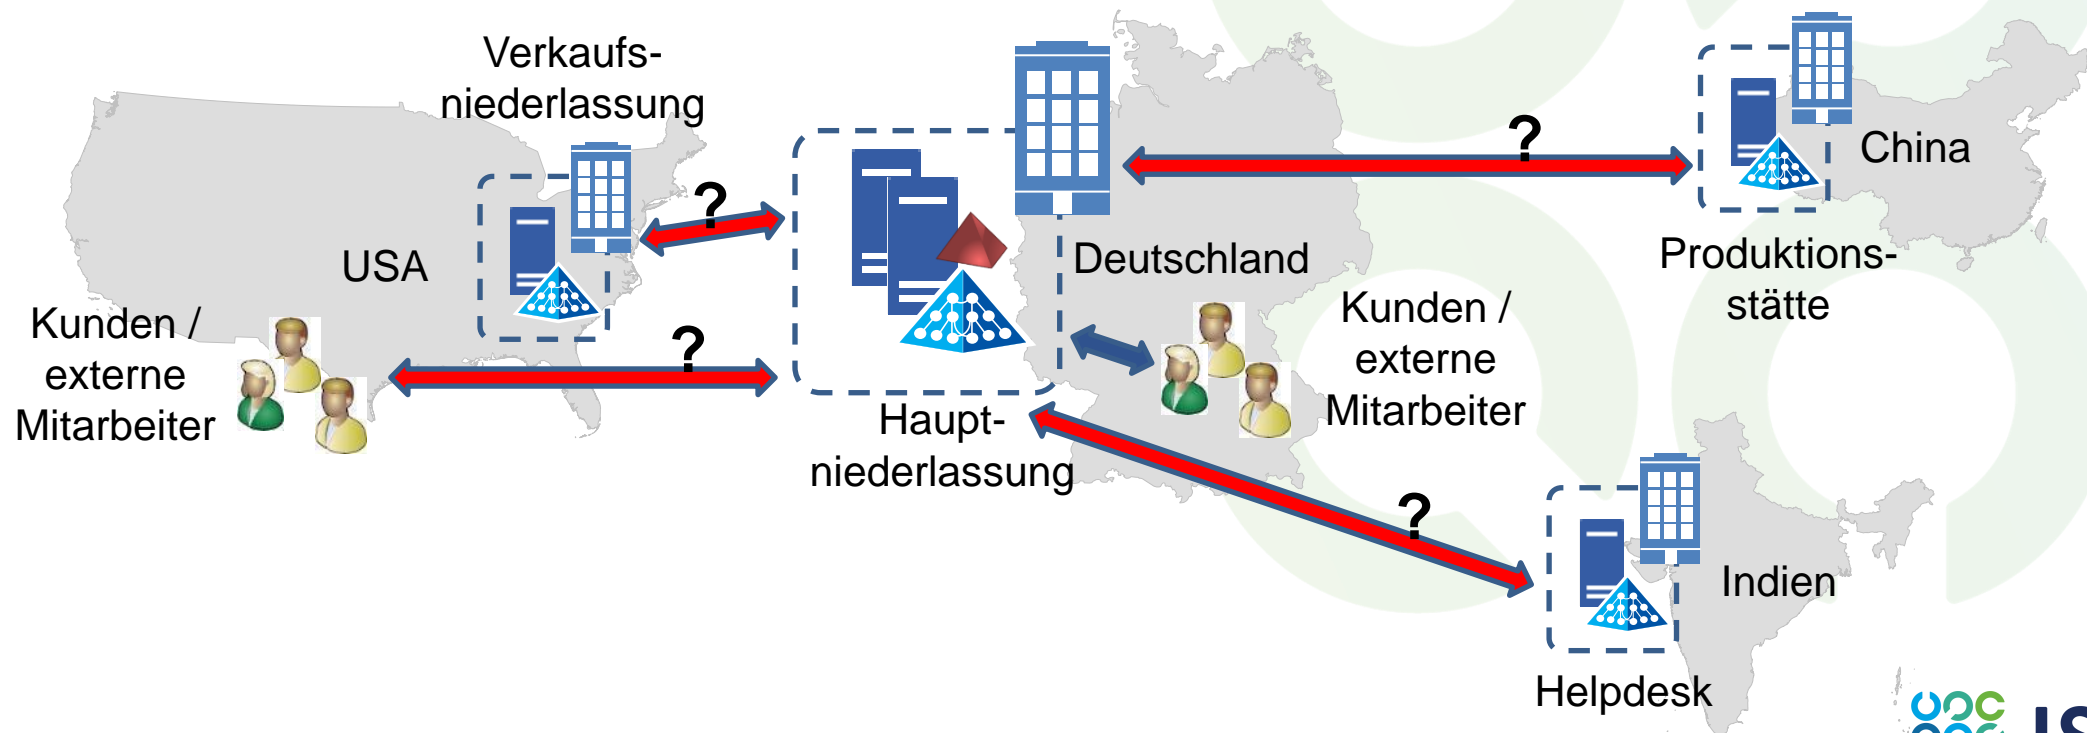 Verkaufs-
niederlassung
?
USA
Kunden /
externe
Mitarbeiter
?
Deutschland
Haupt-
niederlassung
Kunden /
externe
Mitarbeiter
?
China
Produktions-
stätte
?
Indien
Helpdesk